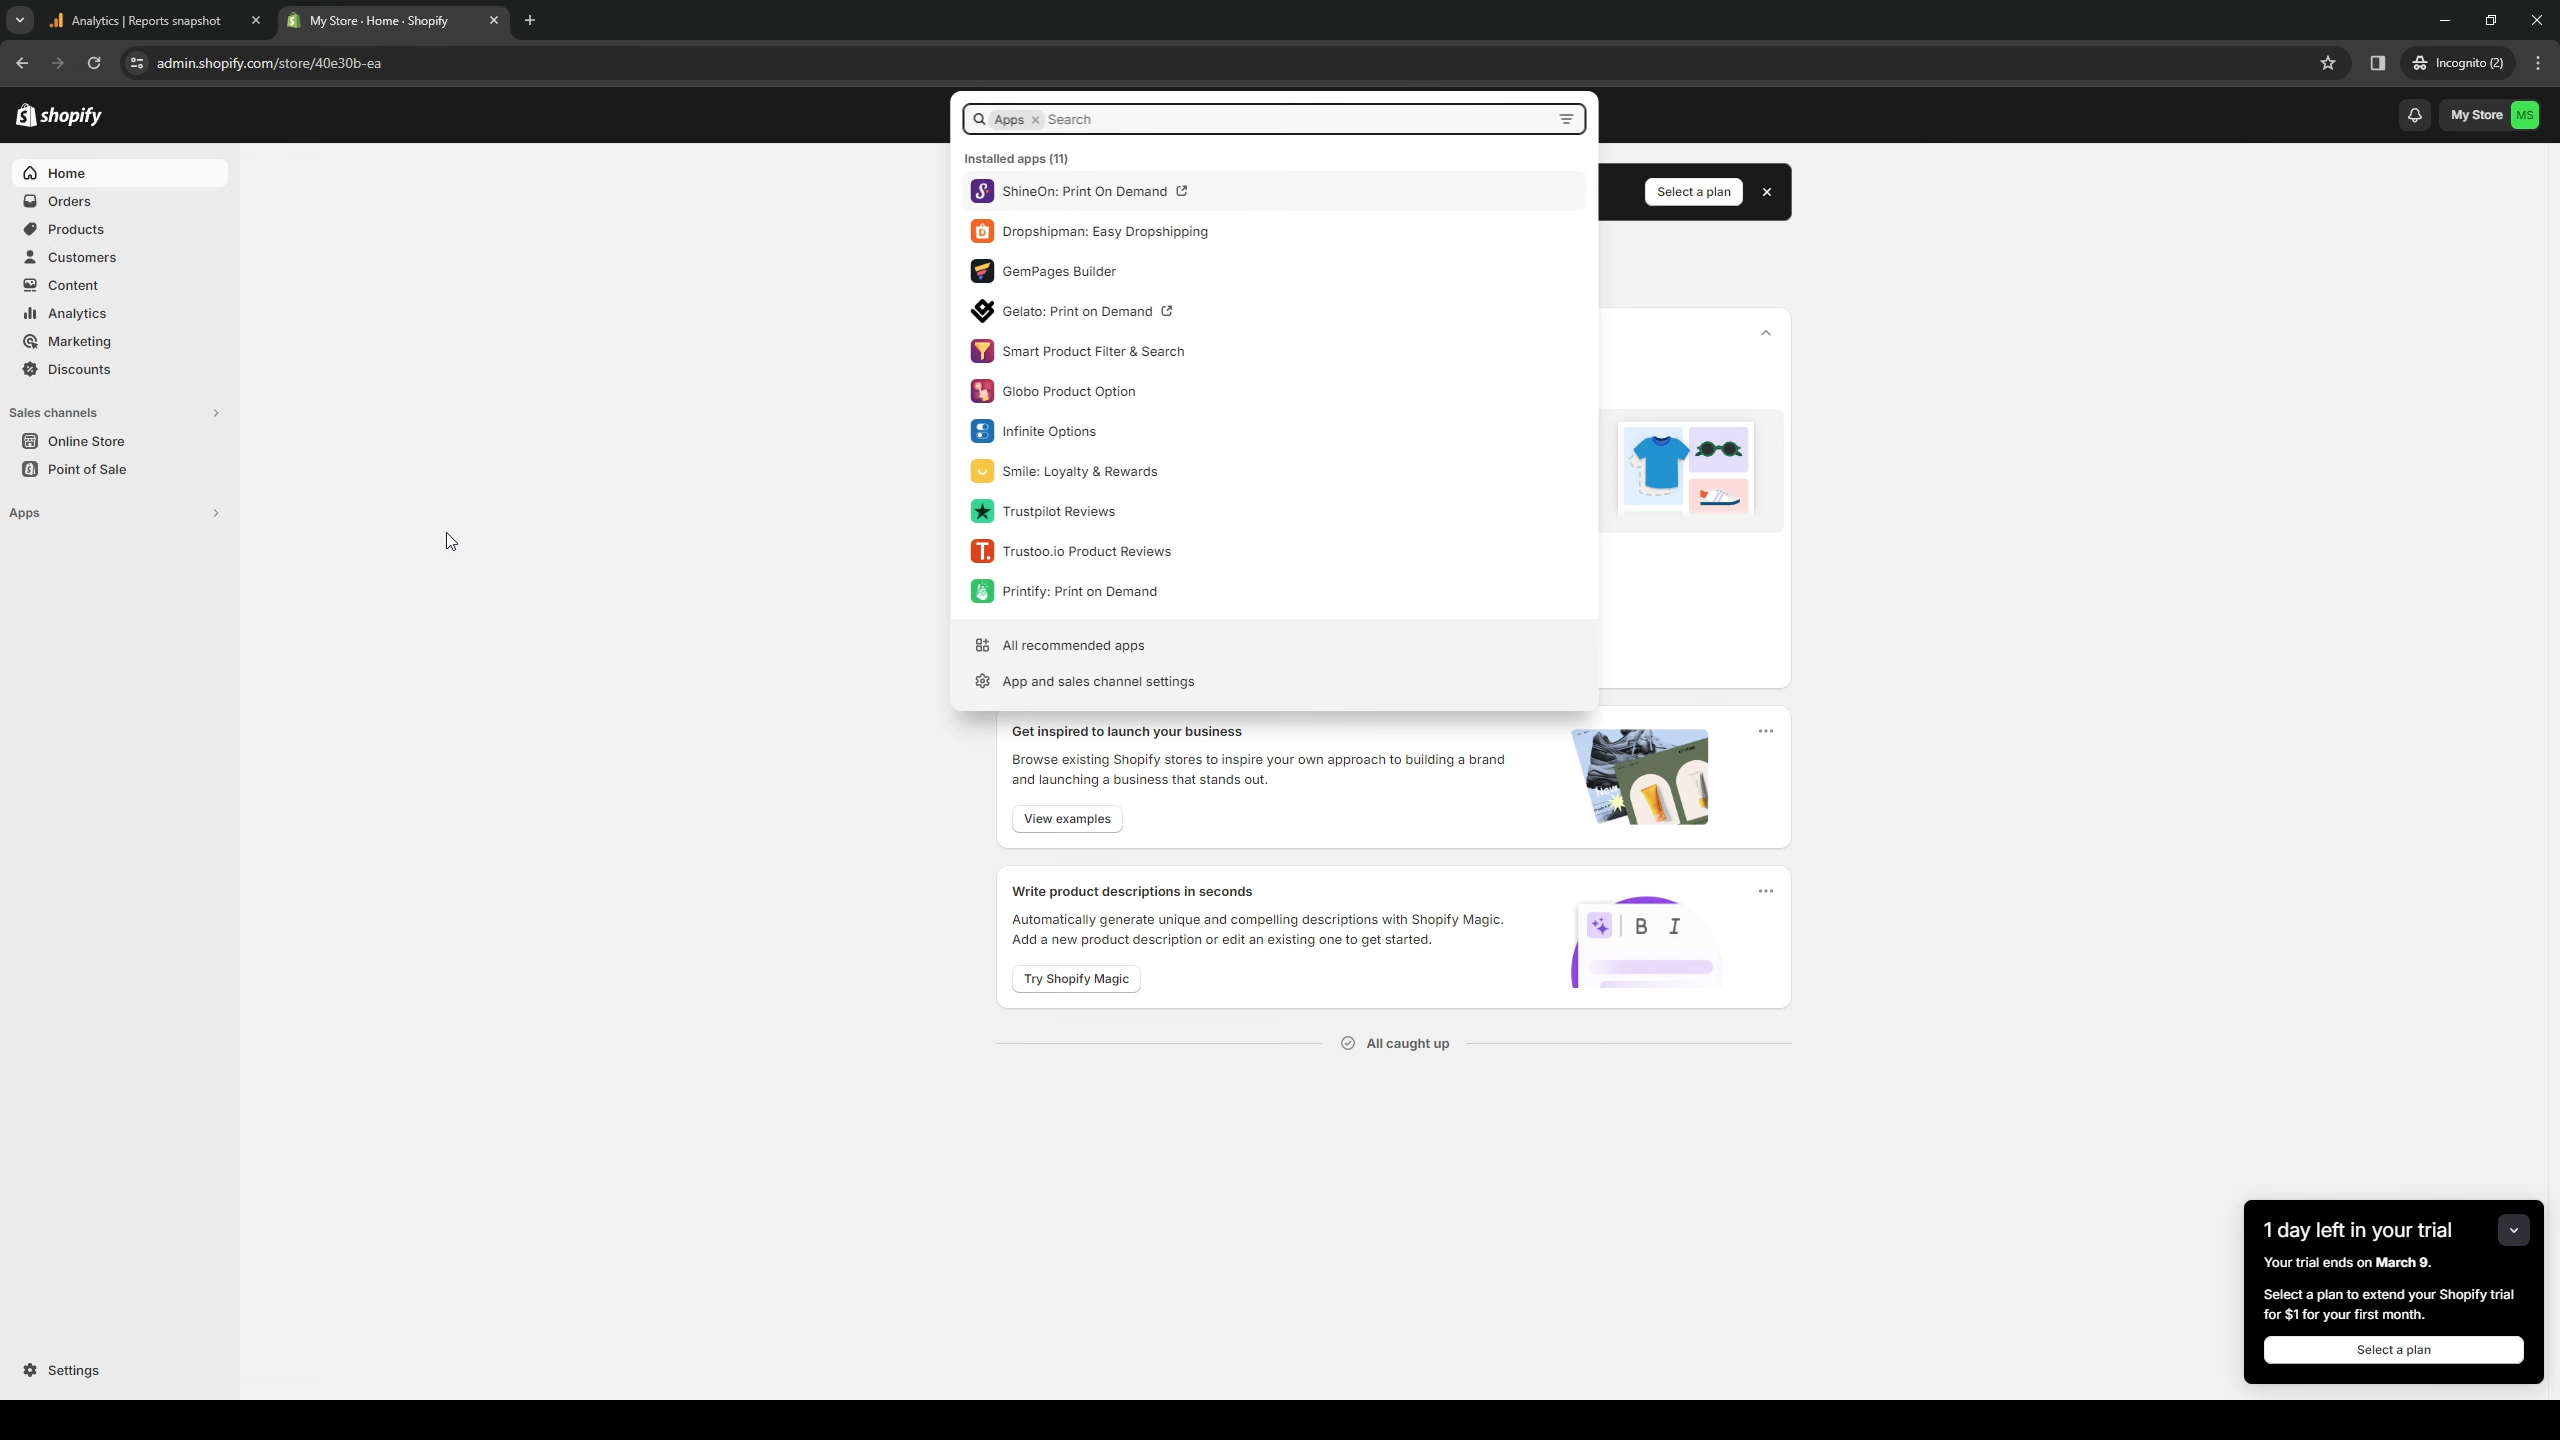 Analytics | Reports snapshot
My Store · Home · Shopify
admin.shopify.com/store/40e30b-ea
Incognito (2)
shopify
My Store
MS
Home
Orders
Products
Customers
Content
Analytics
Marketing
Discounts
Sales channels
Online Store
Point of Sale
Apps
Settings
Apps Search
Installed apps (11)
ShineOn: Print On Demand
Dropshipman: Easy Dropshipping
GemPages Builder
Gelato: Print on Demand
Smart Product Filter & Search
Globo Product Option
Infinite Options
Smile: Loyalty & Rewards
Trustpilot Reviews
Trustoo.io Product Reviews
Printify: Print on Demand
All recommended apps
App and sales channel settings
Select a plan
Get inspired to launch your business
Browse existing Shopify stores to inspire your own approach to building a brand
and launching a business that stands out.
View examples
New
Write product descriptions in seconds
Automatically generate unique and compelling descriptions with Shopify Magic.
Add a new product description or edit an existing one to get started.
Try Shopify Magic
B I
All caught up
1 day left in your trial
Your trial ends on March 9.
Select a plan to extend your Shopify trial
for $1 for your first month.
Select a plan